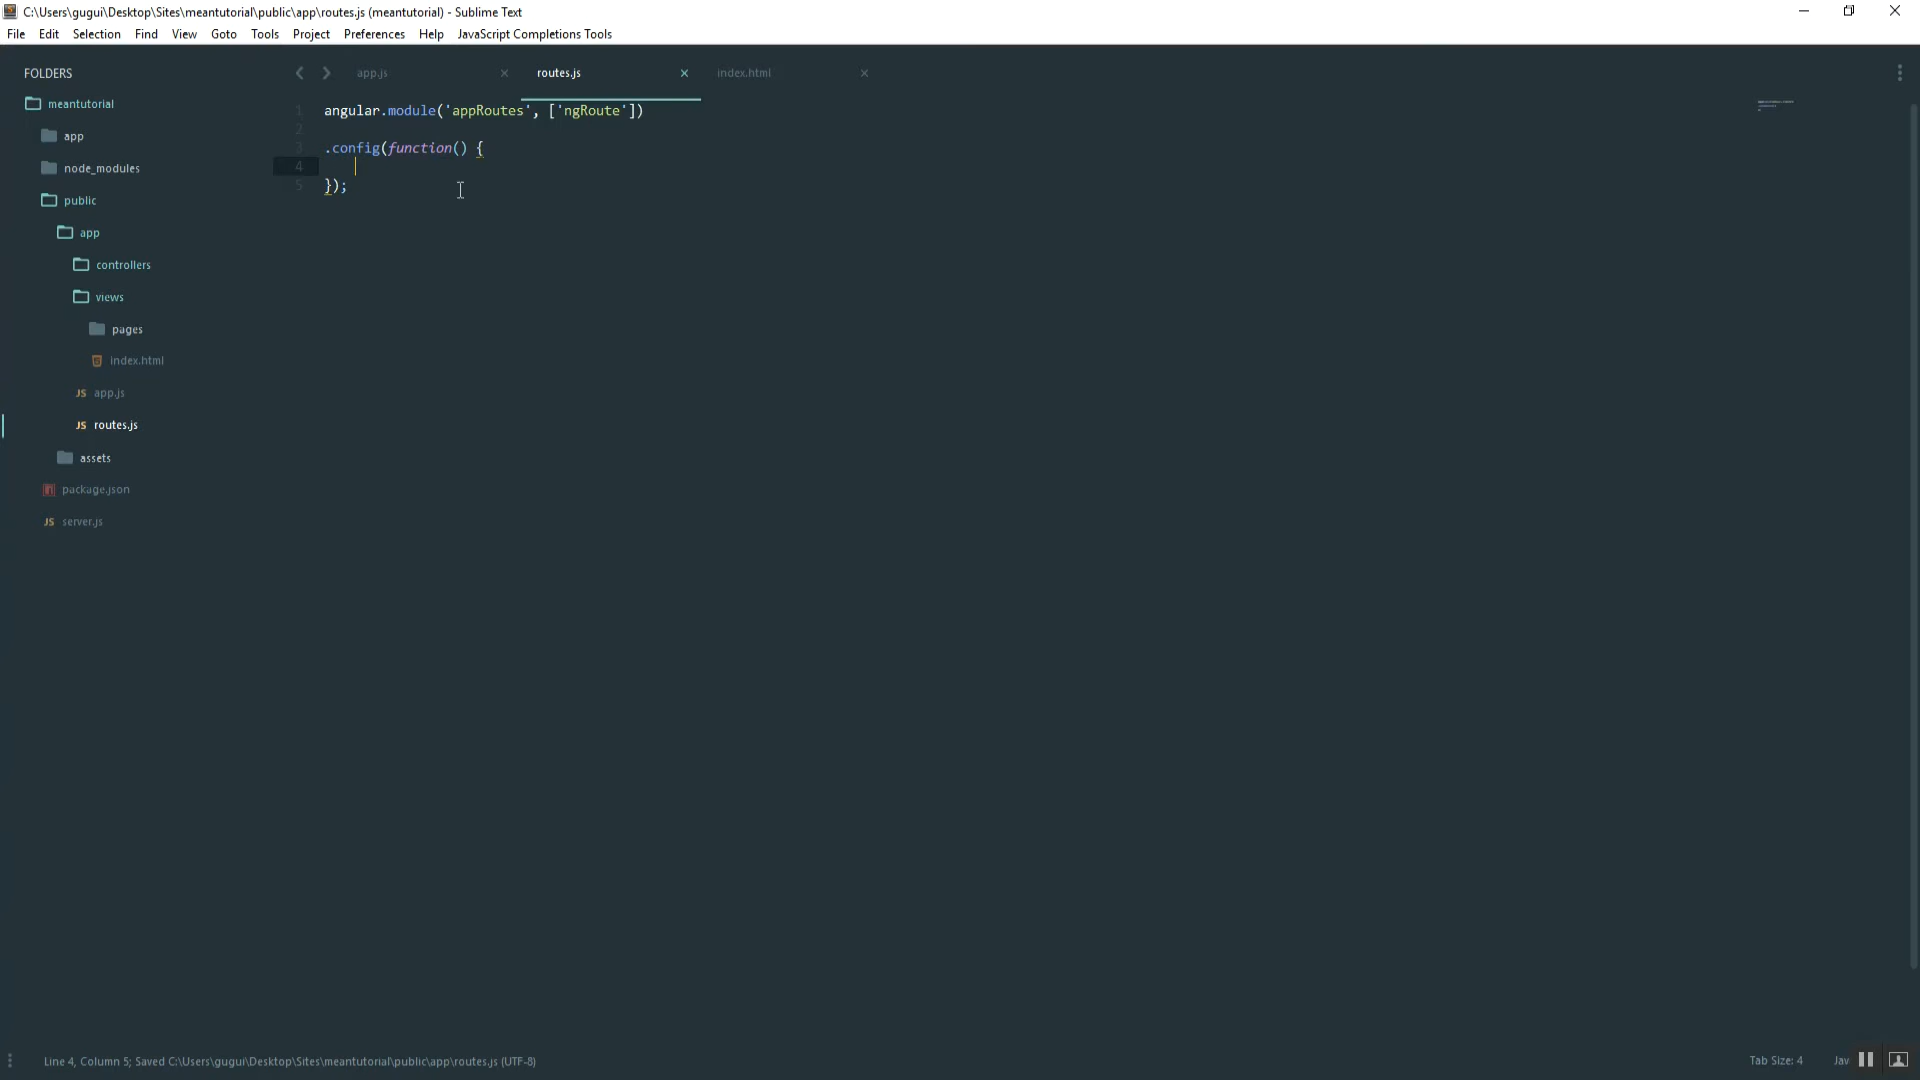 C:\Users\gugui\Desktop\Sites\meantutorial\public\app\routes.js (meantutorial) - Sublime Text
File Edit Selection Find View Goto Tools Project Preferences Help JavaScript Completions Tools
FOLDERS
meantutorial
app
node_modules
public
app
controllers
views
pages
index.html
app.js
routes.js
assets
package.json
server.js
app.js routes.js index.html
1 angular.module('appRoutes', ['ngRoute'])
2
3 .config(function() {
4
5 });
Line 4, Column 5; Saved C:\Users\gugui\Desktop\Sites\meantutorial\public\app\routes.js (UTF-8)
Tab Size: 4 Jav